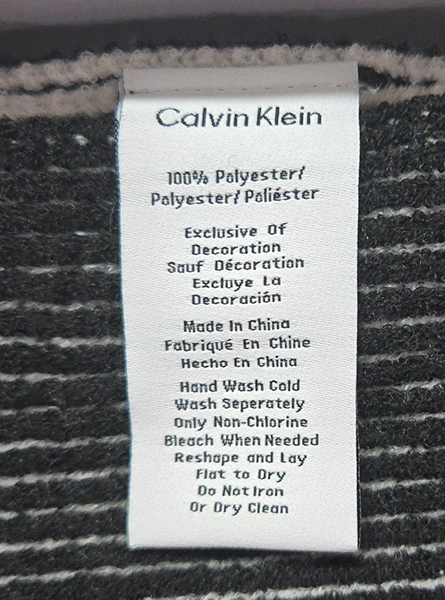 Calvin Klein
100% Polyester/
Polyester/ Poliéster
Exclusive Of
Decoration
Sauf Décoration
Excluye La
Decoración
Made In China
Fabriqué En Chine
Hecho En China
Hand Wash Cold
Wash Seperately
Only Non-Chlorine
Bleach When Needed
Reshape and Lay
Flat to Dry
Do Not Iron
Or Dry Clean